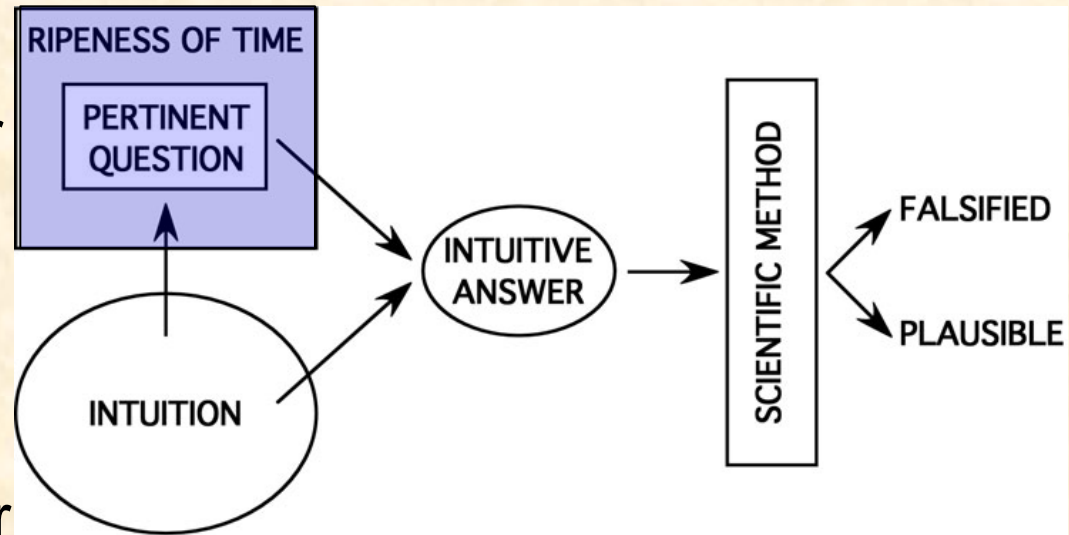 RIPENESS OF TIME
PERTINENT
QUESTION
INTUITION
INTUITIVE
ANSWER
SCIENTIFIC METHOD
FALSIFIED
PLAUSIBLE
r